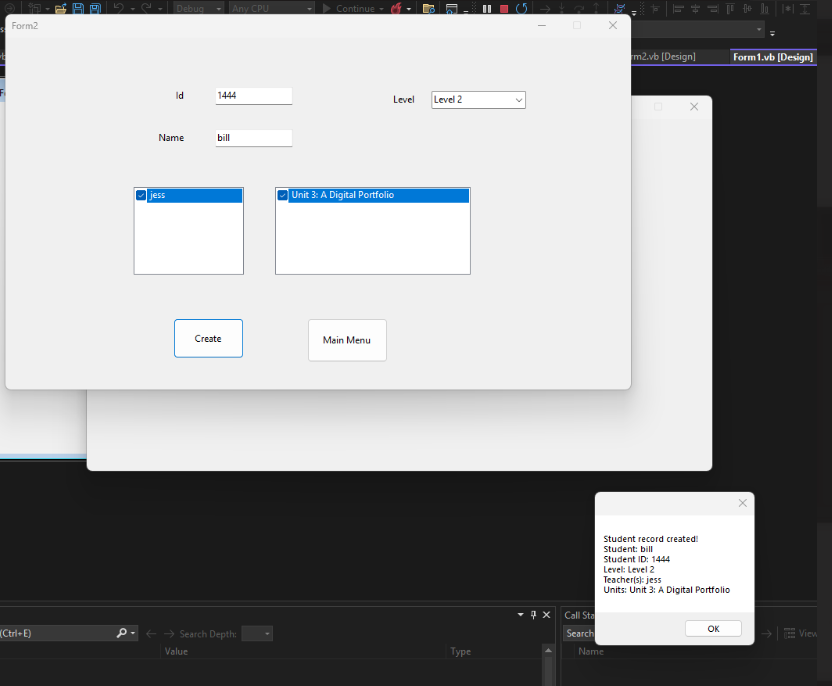 Debug
Any CPU
Continue
Form2
[Design]
Form1.vb [Design]
Id
1444
Level
Level 2
Name
bill
jess
Unit 3: A Digital Portfolio
Create
Main Menu
Student record created!
Student: bill
Student ID: 1444
Level: Level 2
Teacher(s): jess
Units: Unit 3: A Digital Portfolio
OK
(Ctrl+E)
Search Depth:
Value
Type
Call Sta
Search
View
Name